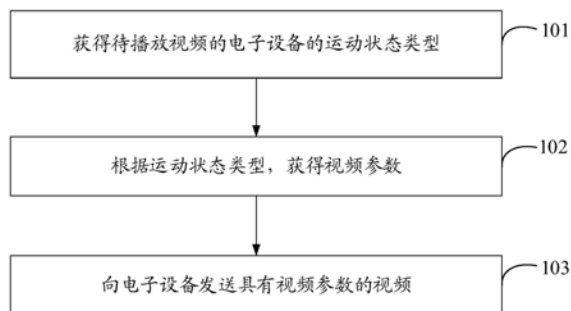 获得待播放视频的电子设备的运动状态类型
101
根据运动状态类型，获得视频参数
102
向电子设备发送具有视频参数的视频
103